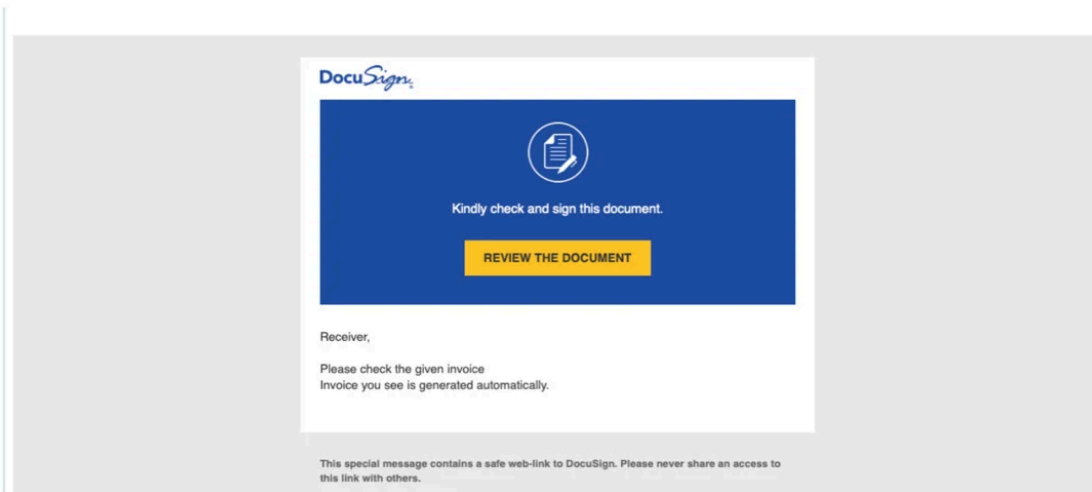 DocuSign
Kindly check and sign this document.
REVIEW THE DOCUMENT
Receiver,
Please check the given invoice
Invoice you see is generated automatically.
This special message contains a safe web-link to DocuSign. Please never share an access to
this link with others.